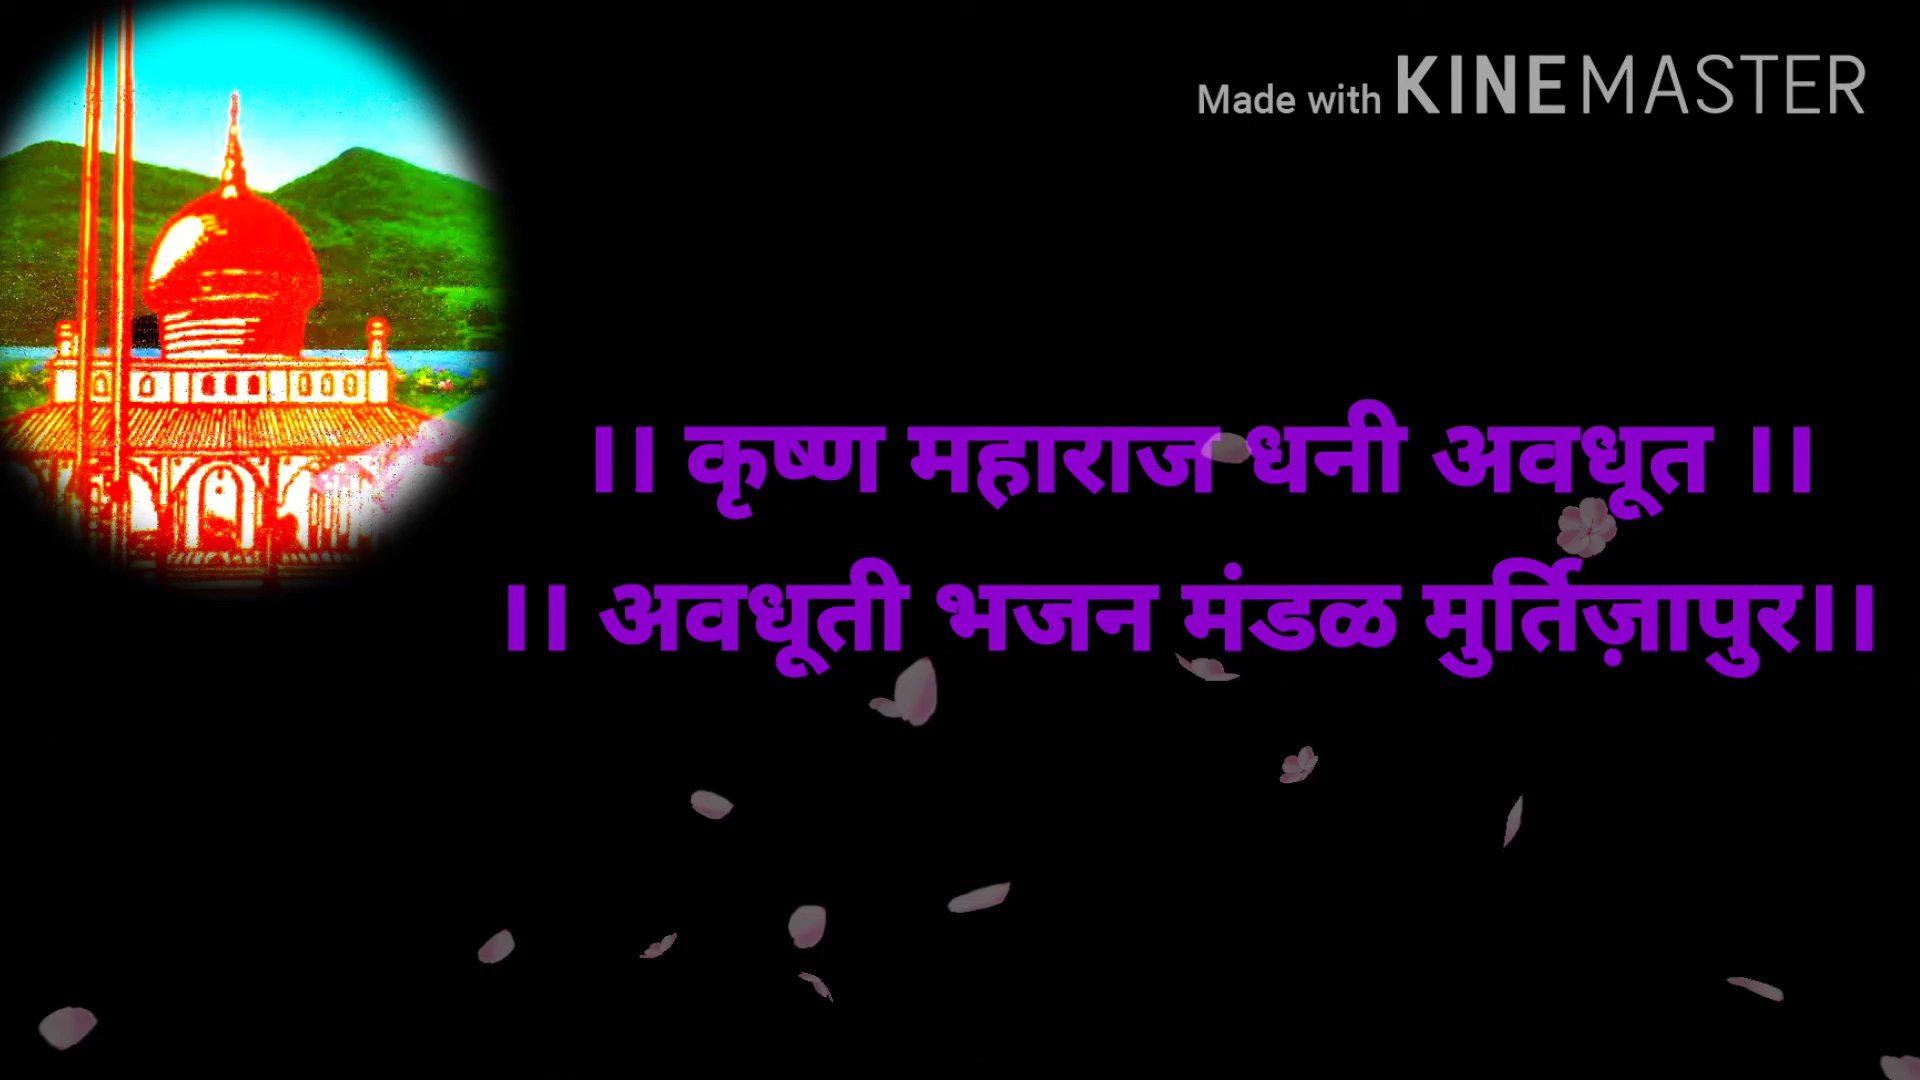 Made with KINEMASTER
।। कृष्ण महाराज धनी अवधूत ।।
।। अवधूती भजन मंडळ मुर्तिज़ापुर।।